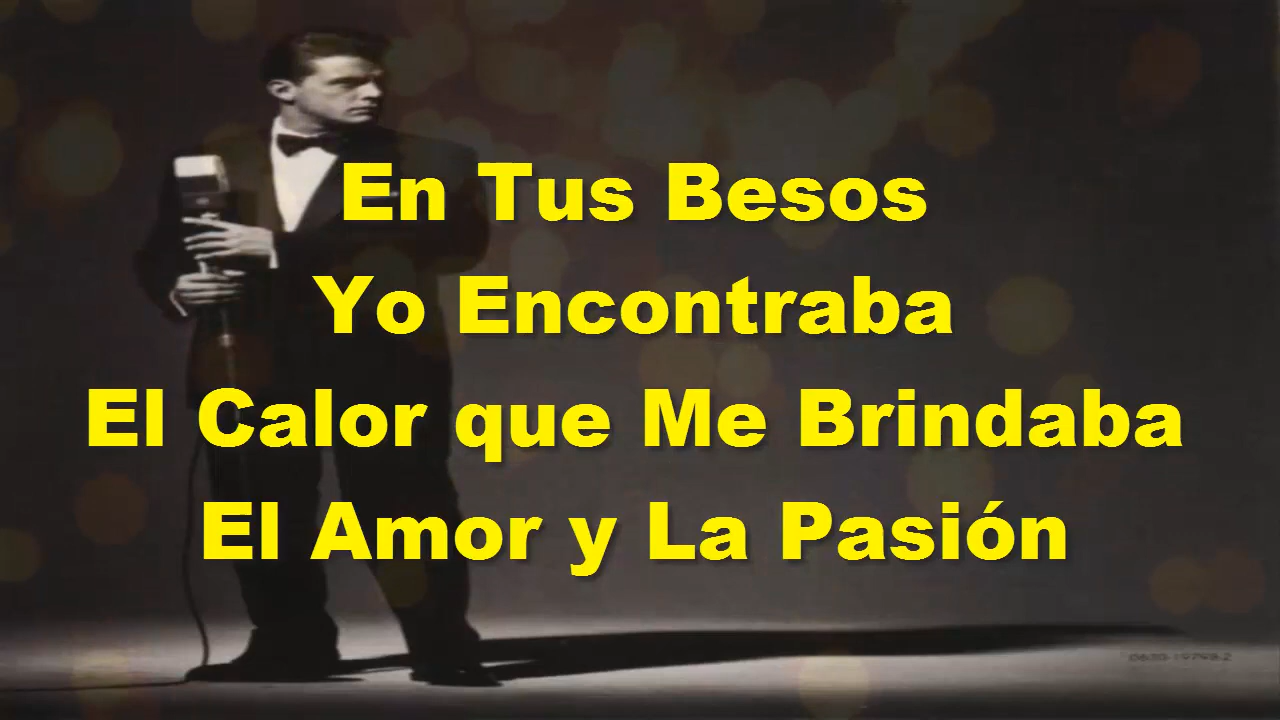 En Tus Besos
Yo Encontraba
El Calor que Me Brindaba
El Amor y La Pasión